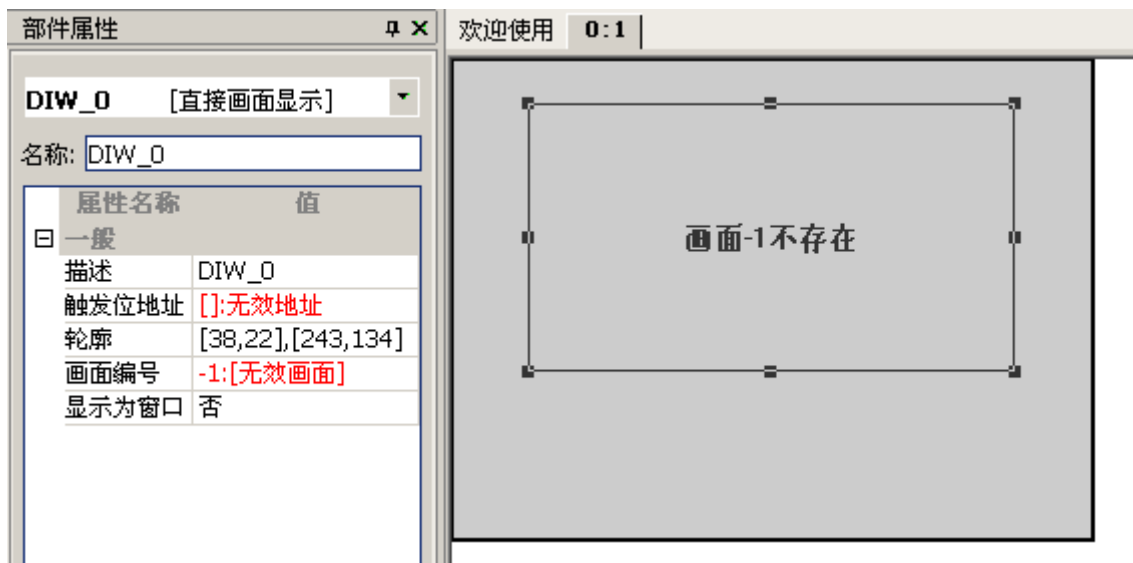 部件属性
欢迎使用 0:1
DIW_0 [直接画面显示]
名称: DIW_0
属性名称 值
一般
描述 DIW_0
触发位地址 []:无效地址
轮廓 [38,22],[243,134]
画面编号 -1:[无效画面]
显示为窗口 否
画面-1不存在